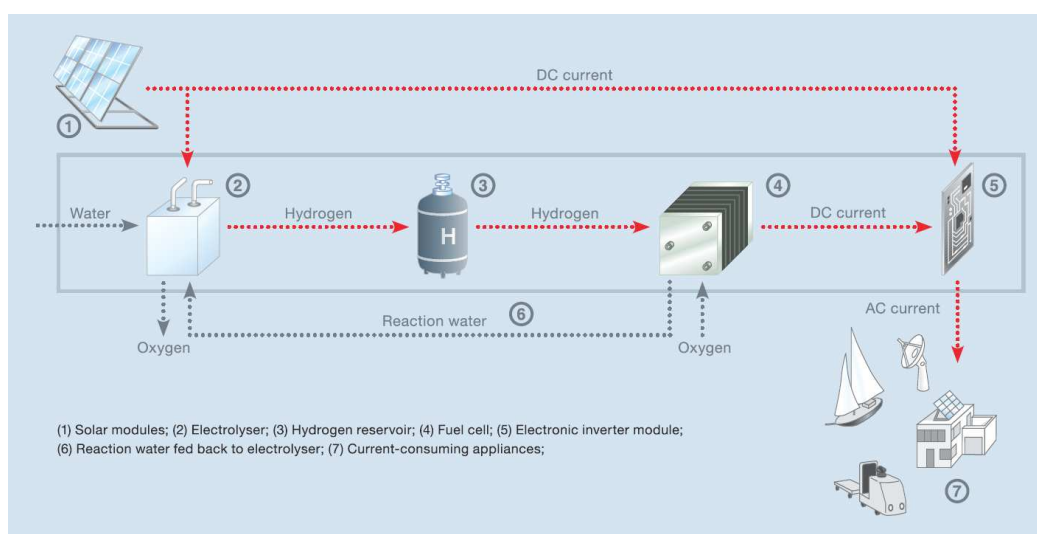 DC current
1
2
3
4
5
Water
Hydrogen
Hydrogen
DC current
H
Reaction water
6
AC current
Oxygen
Oxygen
(1) Solar modules; (2) Electrolyser; (3) Hydrogen reservoir; (4) Fuel cell; (5) Electronic inverter module;
(6) Reaction water fed back to electrolyser; (7) Current-consuming appliances;
7